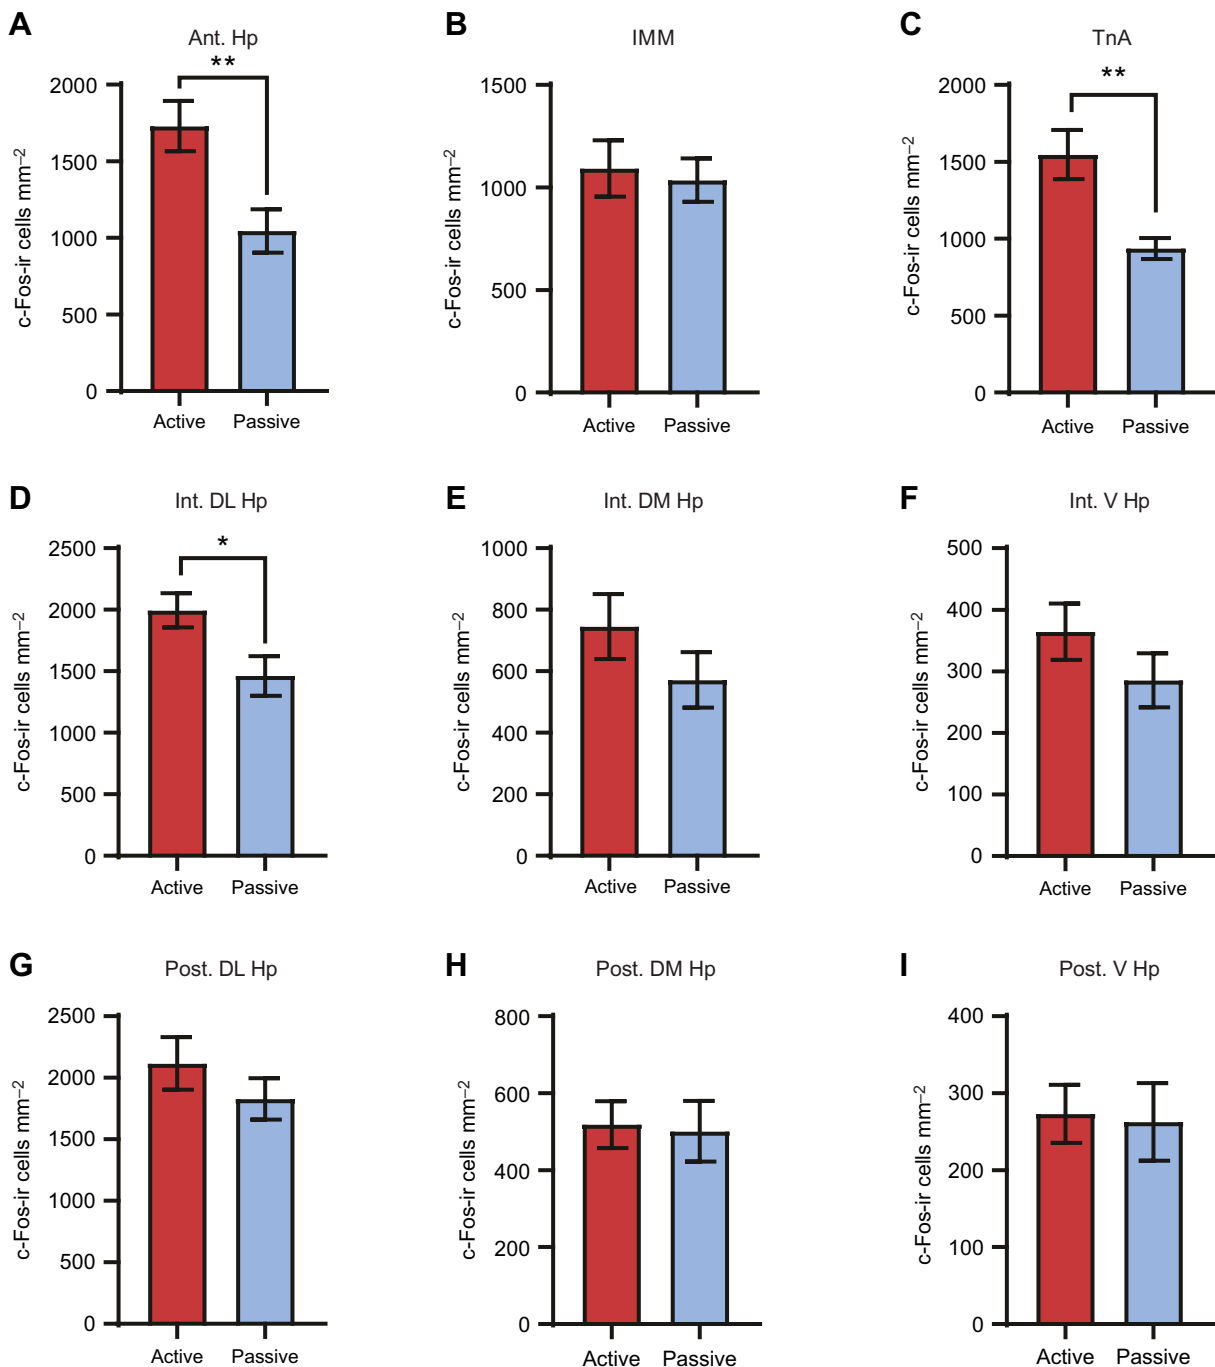 A
Ant. Hp
**
2000
1500
1000
500
0
c-Fos-ir cells mm⁻²
Active Passive
B
IMM
1500
1000
500
0
c-Fos-ir cells mm⁻²
Active Passive
C
TnA
**
2000
1500
1000
500
0
c-Fos-ir cells mm⁻²
Active Passive
D
Int. DL Hp
*
2500
2000
1500
1000
500
0
c-Fos-ir cells mm⁻²
Active Passive
E
Int. DM Hp
1000
800
600
400
200
0
c-Fos-ir cells mm⁻²
Active Passive
F
Int. V Hp
500
400
300
200
100
0
c-Fos-ir cells mm⁻²
Active Passive
G
Post. DL Hp
2500
2000
1500
1000
500
0
c-Fos-ir cells mm⁻²
Active Passive
H
Post. DM Hp
800
600
400
200
0
c-Fos-ir cells mm⁻²
Active Passive
I
Post. V Hp
400
300
200
100
0
c-Fos-ir cells mm⁻²
Active Passive